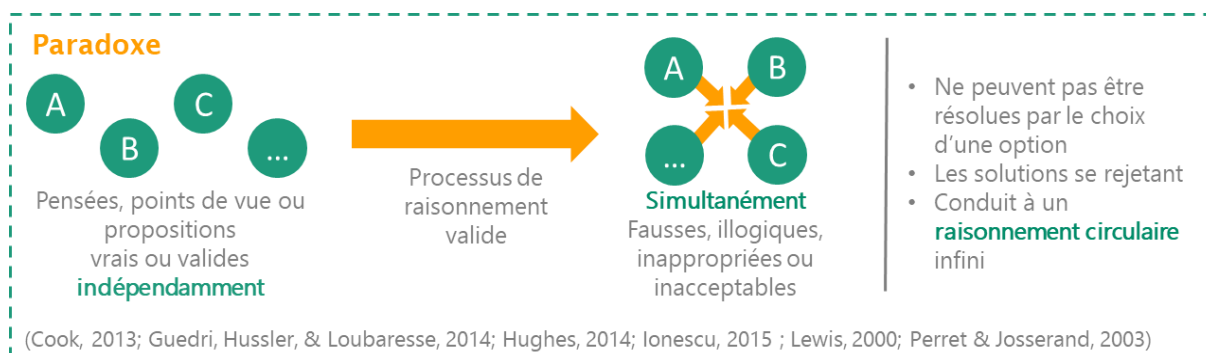 Paradoxe
A
B
C
...
Pensées, points de vue ou
propositions
vrais ou valides
indépendamment
Processus de
raisonnement
valide
A
B
...
C
Simultanément
Fausses, illogiques,
inappropriées ou
inacceptables
• Ne peuvent pas être
résolues par le choix
d'une option
• Les solutions se rejetant
• Conduit à un
raisonnement circulaire
infini
(Cook, 2013; Guedri, Hussler, & Loubaresse, 2014; Hughes, 2014; Ionescu, 2015 ; Lewis, 2000; Perret & Josserand, 2003)